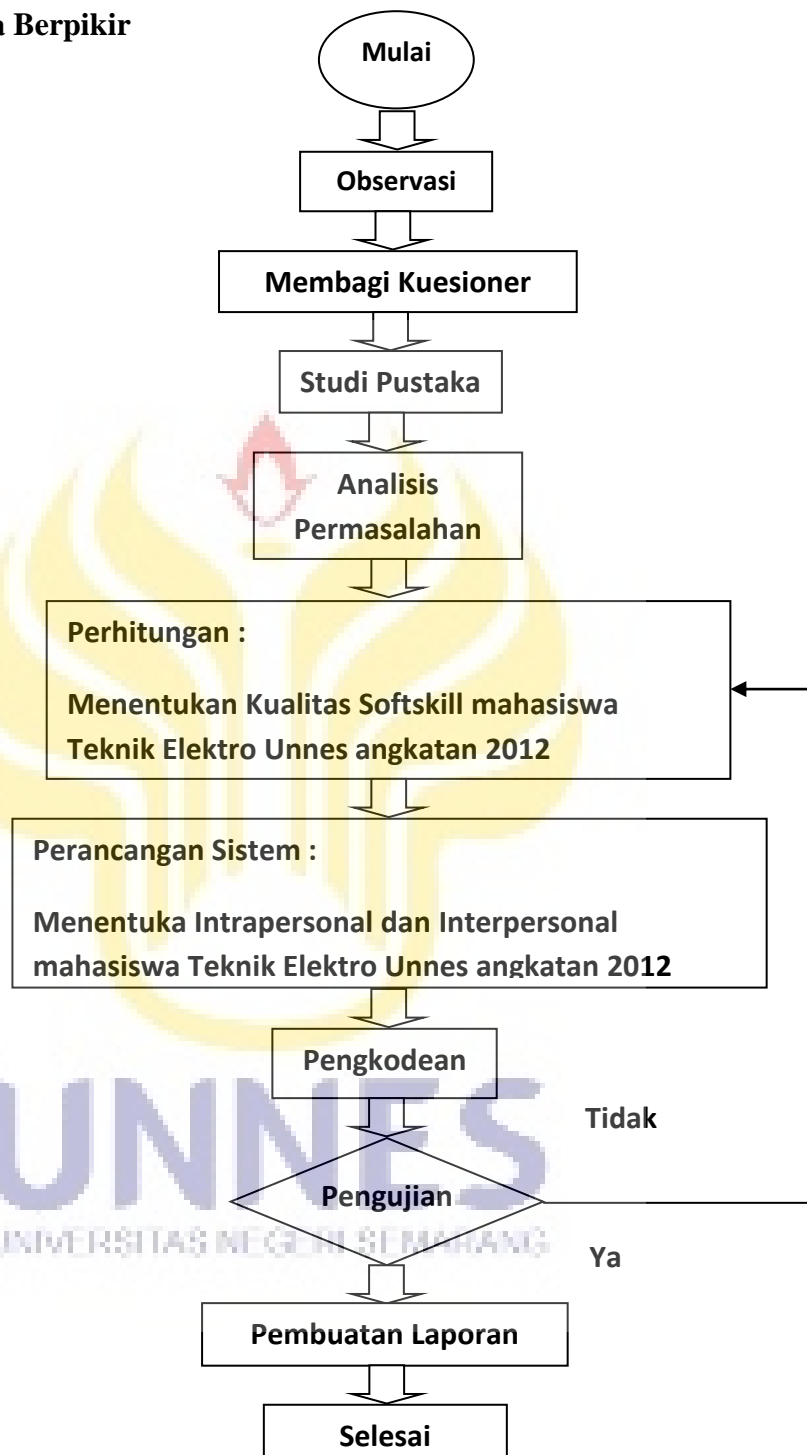 a Berpikir
Mulai
Observasi
Membagi Kuesioner
Studi Pustaka
Analisis
Permasalahan
Perhitungan :
Menentukan Kualitas Softskill mahasiswa
Teknik Elektro Unnes angkatan 2012
Perancangan Sistem :
Menentuka Intrapersonal dan Interpersonal
mahasiswa Teknik Elektro Unnes angkatan 2012
Pengkodean
Tidak
Pengujian
Ya
Pembuatan Laporan
Selesai
UNNES
UNIVERSITAS NEGERI SEMARANG